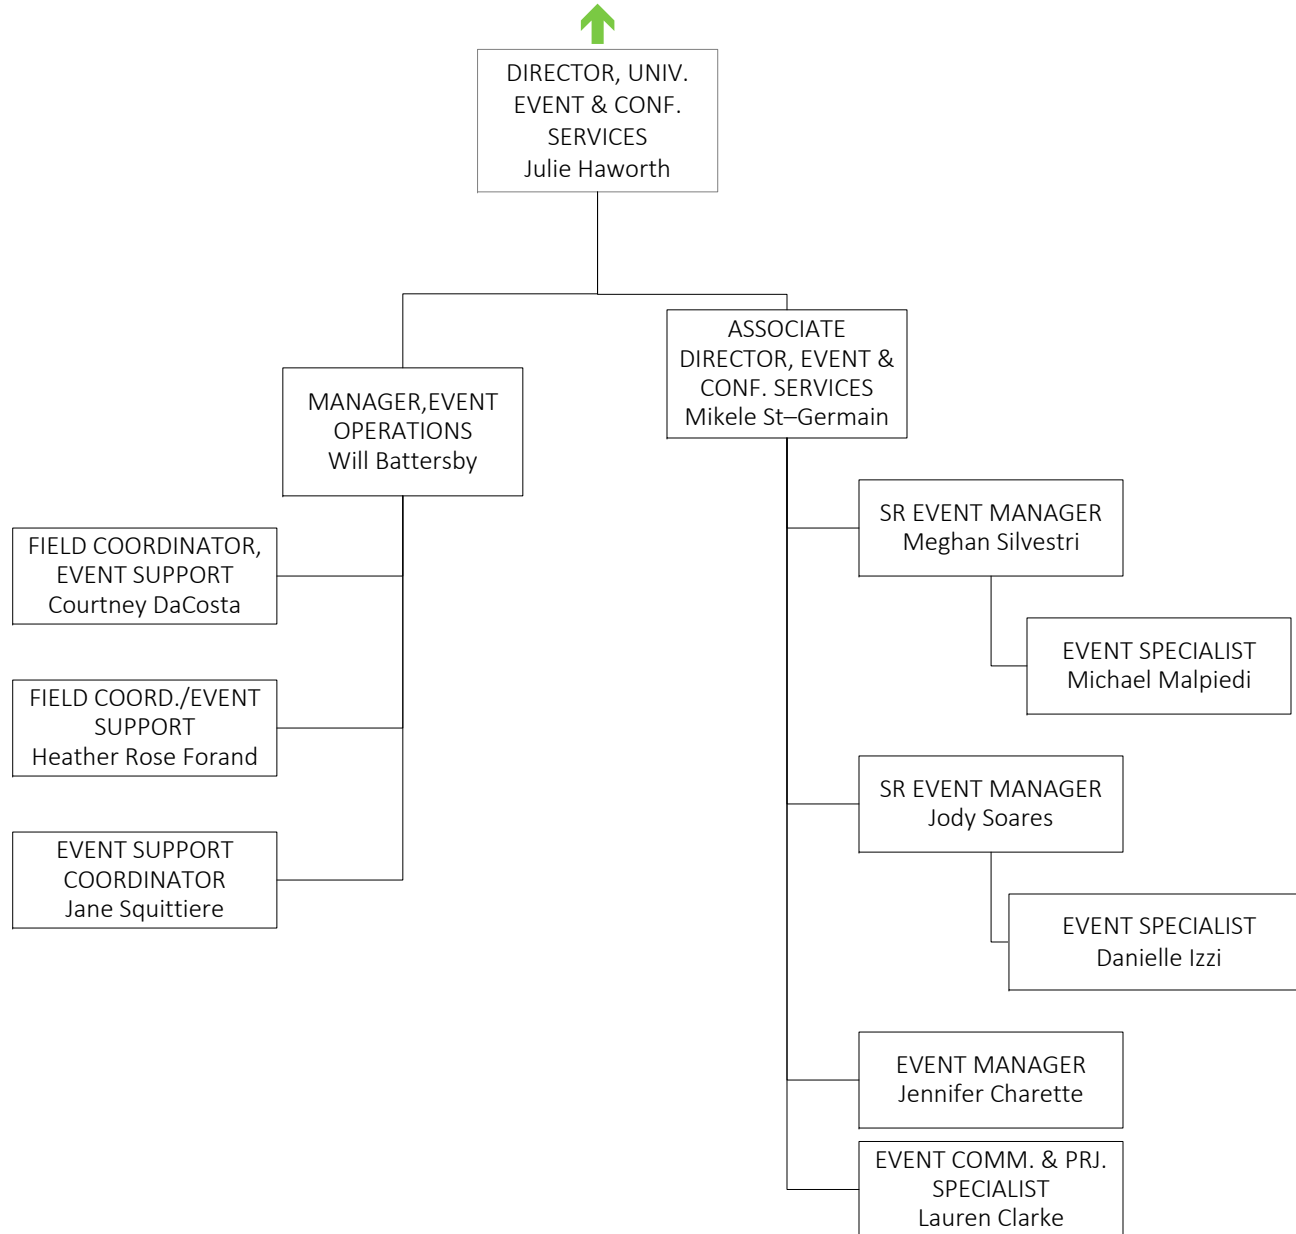 DIRECTOR, UNIV.
EVENT & CONF.
SERVICES
Julie Haworth
ASSOCIATE
DIRECTOR, EVENT &
CONF. SERVICES
Mikele St–Germain
MANAGER,EVENT
OPERATIONS
Will Battersby
FIELD COORDINATOR,
EVENT SUPPORT
Courtney DaCosta
FIELD COORD./EVENT
SUPPORT
Heather Rose Forand
EVENT SUPPORT
COORDINATOR
Jane Squittiere
SR EVENT MANAGER
Meghan Silvestri
EVENT SPECIALIST
Michael Malpiedi
SR EVENT MANAGER
Jody Soares
EVENT SPECIALIST
Danielle Izzi
EVENT MANAGER
Jennifer Charette
EVENT COMM. & PRJ.
SPECIALIST
Lauren Clarke